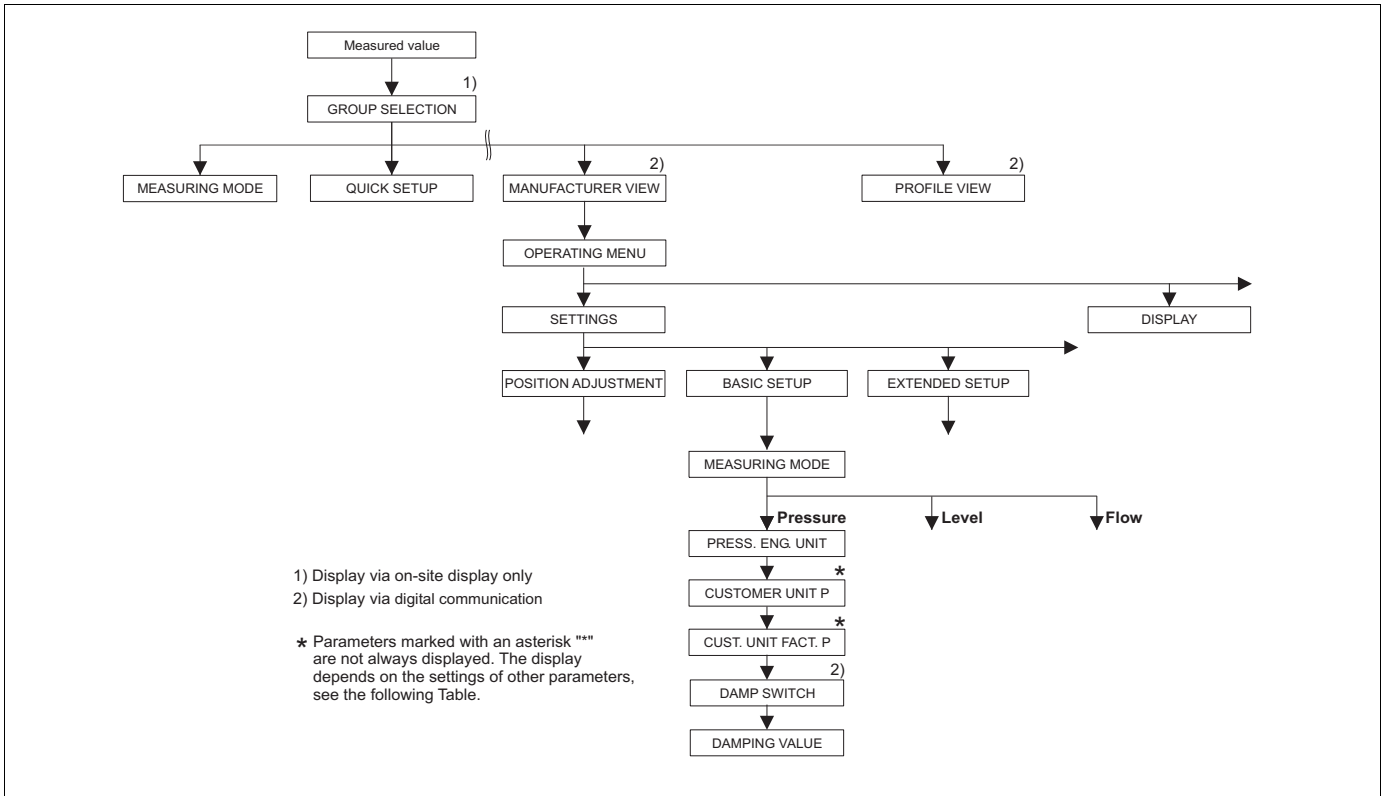 Measured value
1)
GROUP SELECTION
2)
2)
MEASURING MODE
QUICK SETUP
MANUFACTURER VIEW
PROFILE VIEW
OPERATING MENU
SETTINGS
DISPLAY
POSITION ADJUSTMENT
BASIC SETUP
EXTENDED SETUP
MEASURING MODE
Pressure
Level
Flow
PRESS. ENG. UNIT
*
CUSTOMER UNIT P
*
CUST. UNIT FACT. P
2)
DAMP SWITCH
DAMPING VALUE
1) Display via on-site display only
2) Display via digital communication
* Parameters marked with an asterisk "*"
are not always displayed. The display
depends on the settings of other parameters,
see the following Table.